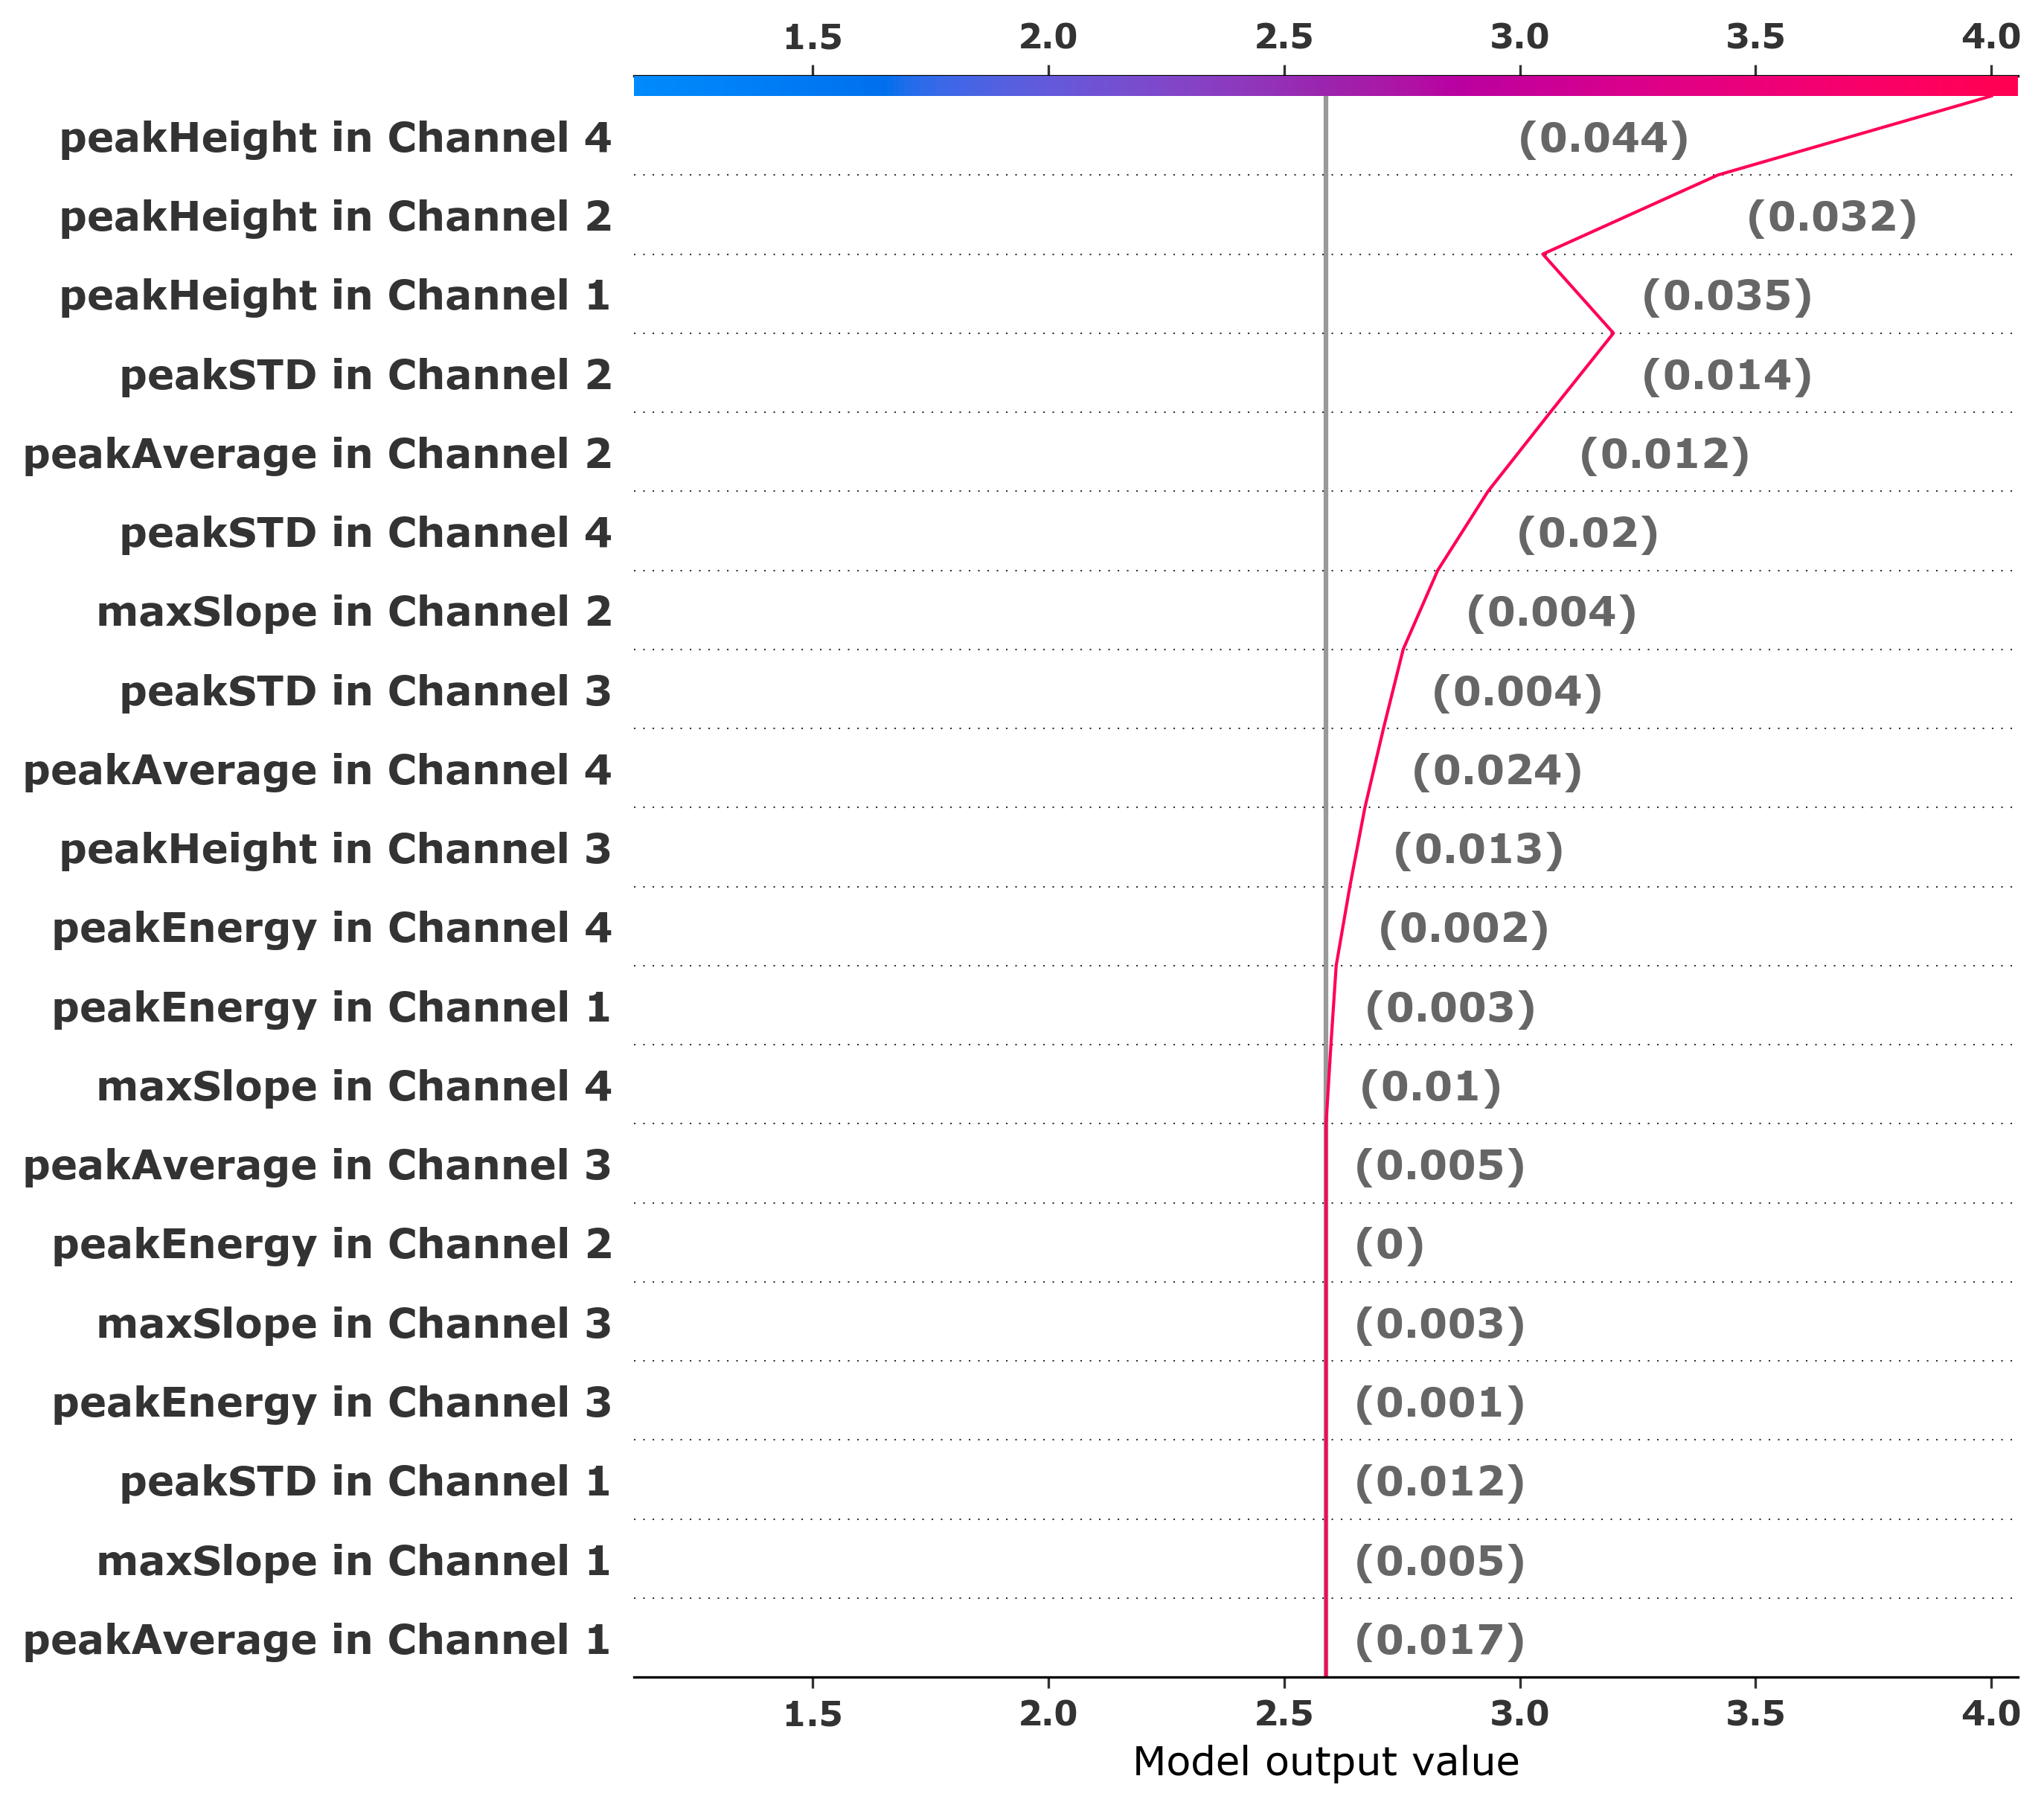 1.5 2.0 2.5 3.0 3.5 4.0
peakHeight in Channel 4 (0.044)
peakHeight in Channel 2 (0.032)
peakHeight in Channel 1 (0.035)
peakSTD in Channel 2 (0.014)
peakAverage in Channel 2 (0.012)
peakSTD in Channel 4 (0.02)
maxSlope in Channel 2 (0.004)
peakSTD in Channel 3 (0.004)
peakAverage in Channel 4 (0.024)
peakHeight in Channel 3 (0.013)
peakEnergy in Channel 4 (0.002)
peakEnergy in Channel 1 (0.003)
maxSlope in Channel 4 (0.01)
peakAverage in Channel 3 (0.005)
peakEnergy in Channel 2 (0)
maxSlope in Channel 3 (0.003)
peakEnergy in Channel 3 (0.001)
peakSTD in Channel 1 (0.012)
maxSlope in Channel 1 (0.005)
peakAverage in Channel 1 (0.017)
1.5 2.0 2.5 3.0 3.5 4.0
Model output value